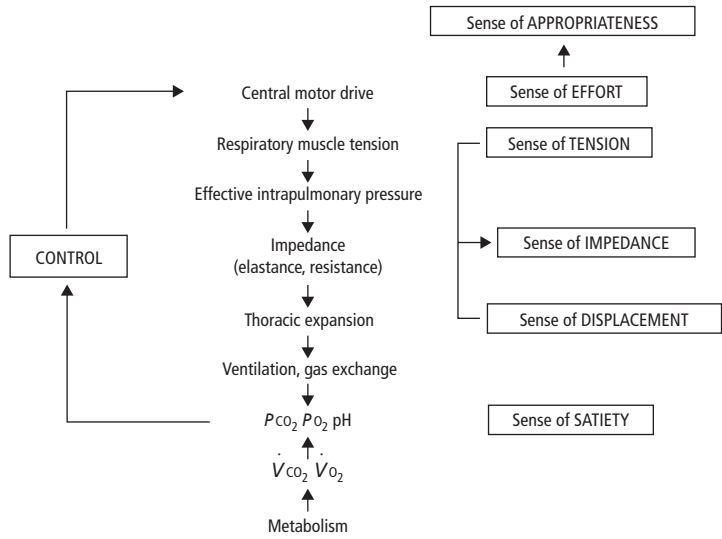 Sense of APPROPRIATENESS
Central motor drive
Sense of EFFORT
Respiratory muscle tension
Sense of TENSION
Effective intrapulmonary pressure
CONTROL
Impedance
(elastance, resistance)
Sense of IMPEDANCE
Thoracic expansion
Sense of DISPLACEMENT
Ventilation, gas exchange
PCO₂ PO₂ pH
Sense of SATIETY
V̇CO₂ V̇O₂
Metabolism